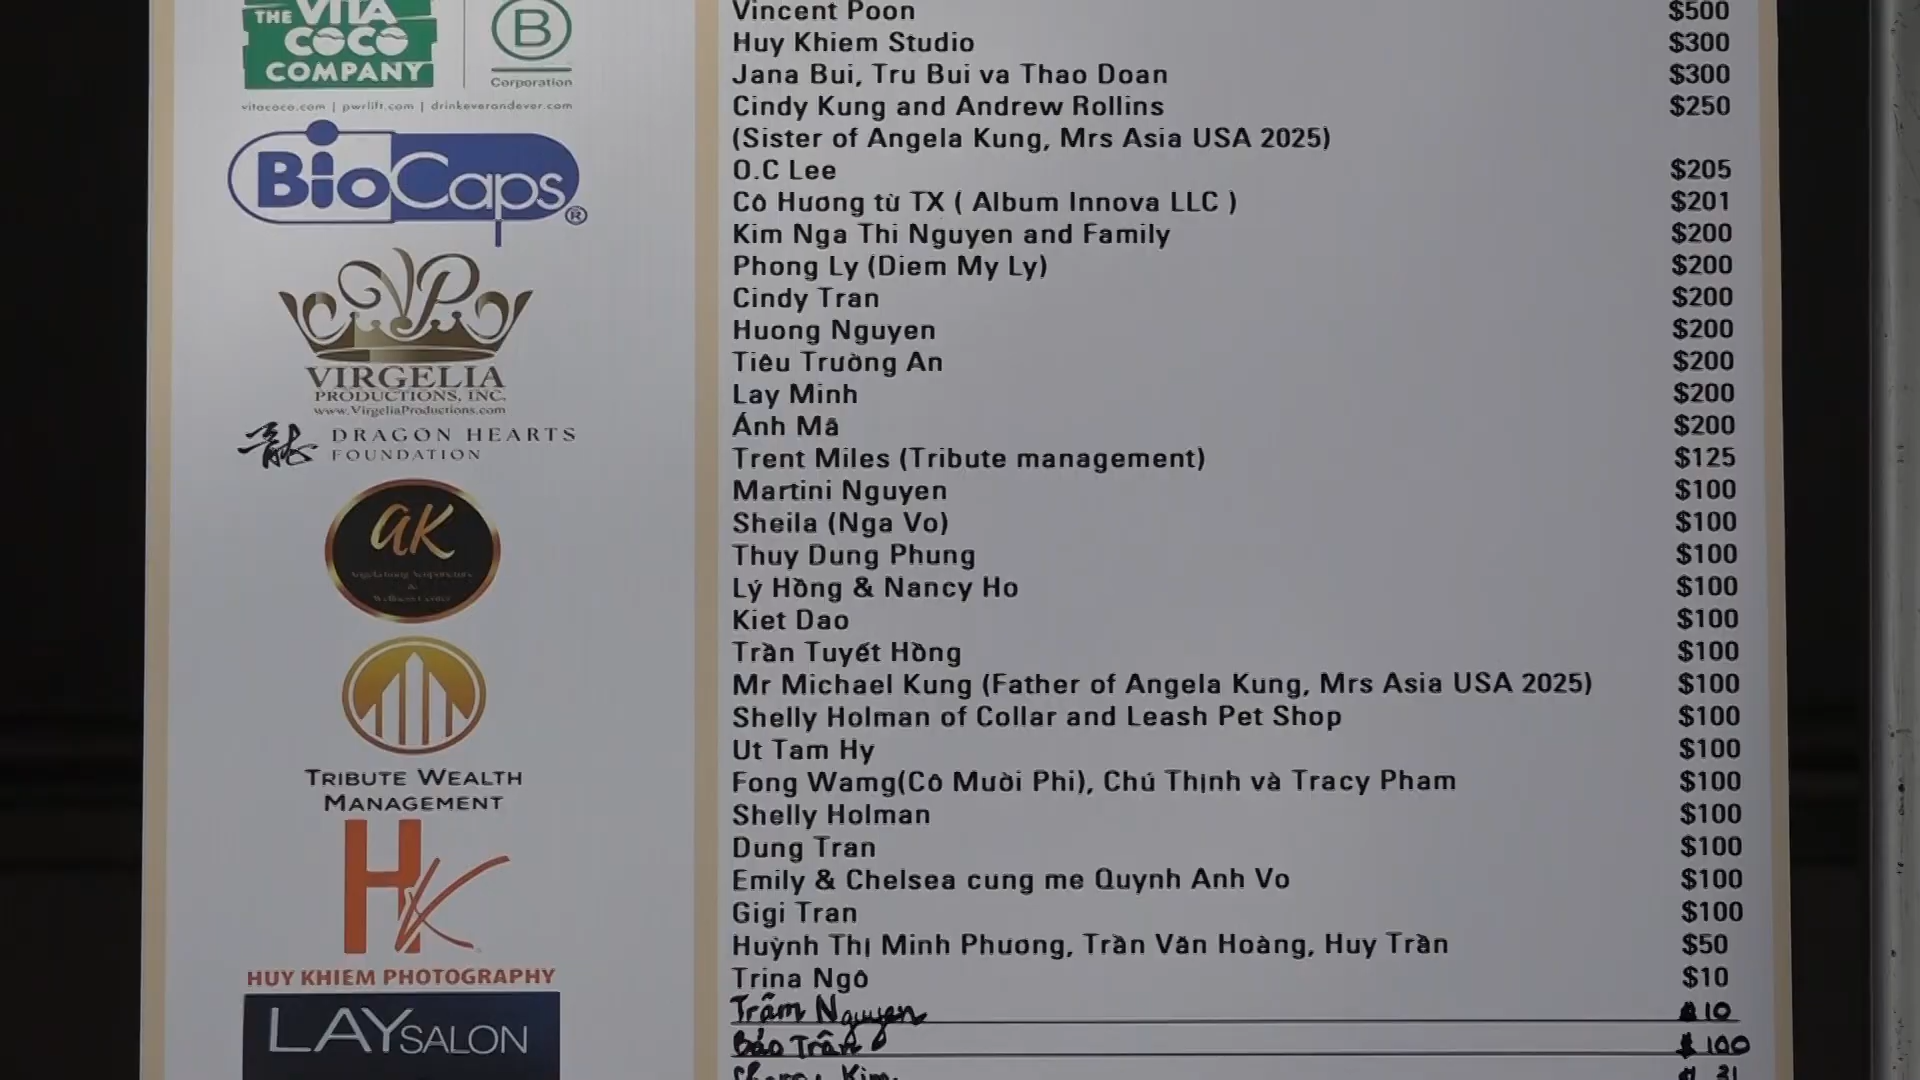 THE VITA
COCO
COMPANY
B
Corporation
vitacoco.com | pwrlift.com | drinkeverandever.com
BioCaps®
VP
VIRGELIA
PRODUCTIONS, INC.
www.VirgeliaProductions.com
龍 DRAGON HEARTS
FOUNDATION
aK
Angela Kung Acupuncture
&
Wellness Center
TRIBUTE WEALTH
MANAGEMENT
HK
HUY KHIEM PHOTOGRAPHY
LAY SALON
Vincent Poon $500
Huy Khiem Studio $300
Jana Bui, Tru Bui va Thao Doan $300
Cindy Kung and Andrew Rollins $250
(Sister of Angela Kung, Mrs Asia USA 2025)
O.C Lee $205
Cô Hương từ TX ( Album Innova LLC ) $201
Kim Nga Thi Nguyen and Family $200
Phong Ly (Diem My Ly) $200
Cindy Tran $200
Huong Nguyen $200
Tiêu Trường An $200
Lay Minh $200
Ánh Mã $200
Trent Miles (Tribute management) $125
Martini Nguyen $100
Sheila (Nga Vo) $100
Thuy Dung Phung $100
Lý Hồng & Nancy Ho $100
Kiet Dao $100
Trần Tuyết Hồng $100
Mr Michael Kung (Father of Angela Kung, Mrs Asia USA 2025) $100
Shelly Holman of Collar and Leash Pet Shop $100
Ut Tam Hy $100
Fong Wamg(Cô Mười Phi), Chú Thịnh và Tracy Pham $100
Shelly Holman $100
Dung Tran $100
Emily & Chelsea cung me Quynh Anh Vo $100
Gigi Tran $100
Huỳnh Thị Minh Phương, Trần Văn Hoàng, Huy Trần $50
Trina Ngô $10
Trâm Nguyen $10
Bảo Trân $100
Kim